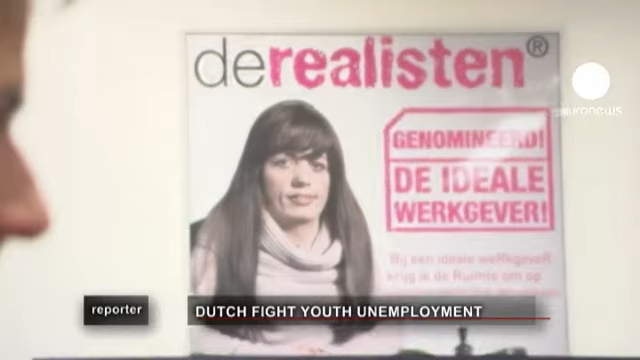 derealisten®
euronews
GENOMINEERD!
DE IDEALE
WERKGEVER!
Bij een ideale werkgever
krijg ik de Ruimte om op
reporter
DUTCH FIGHT YOUTH UNEMPLOYMENT